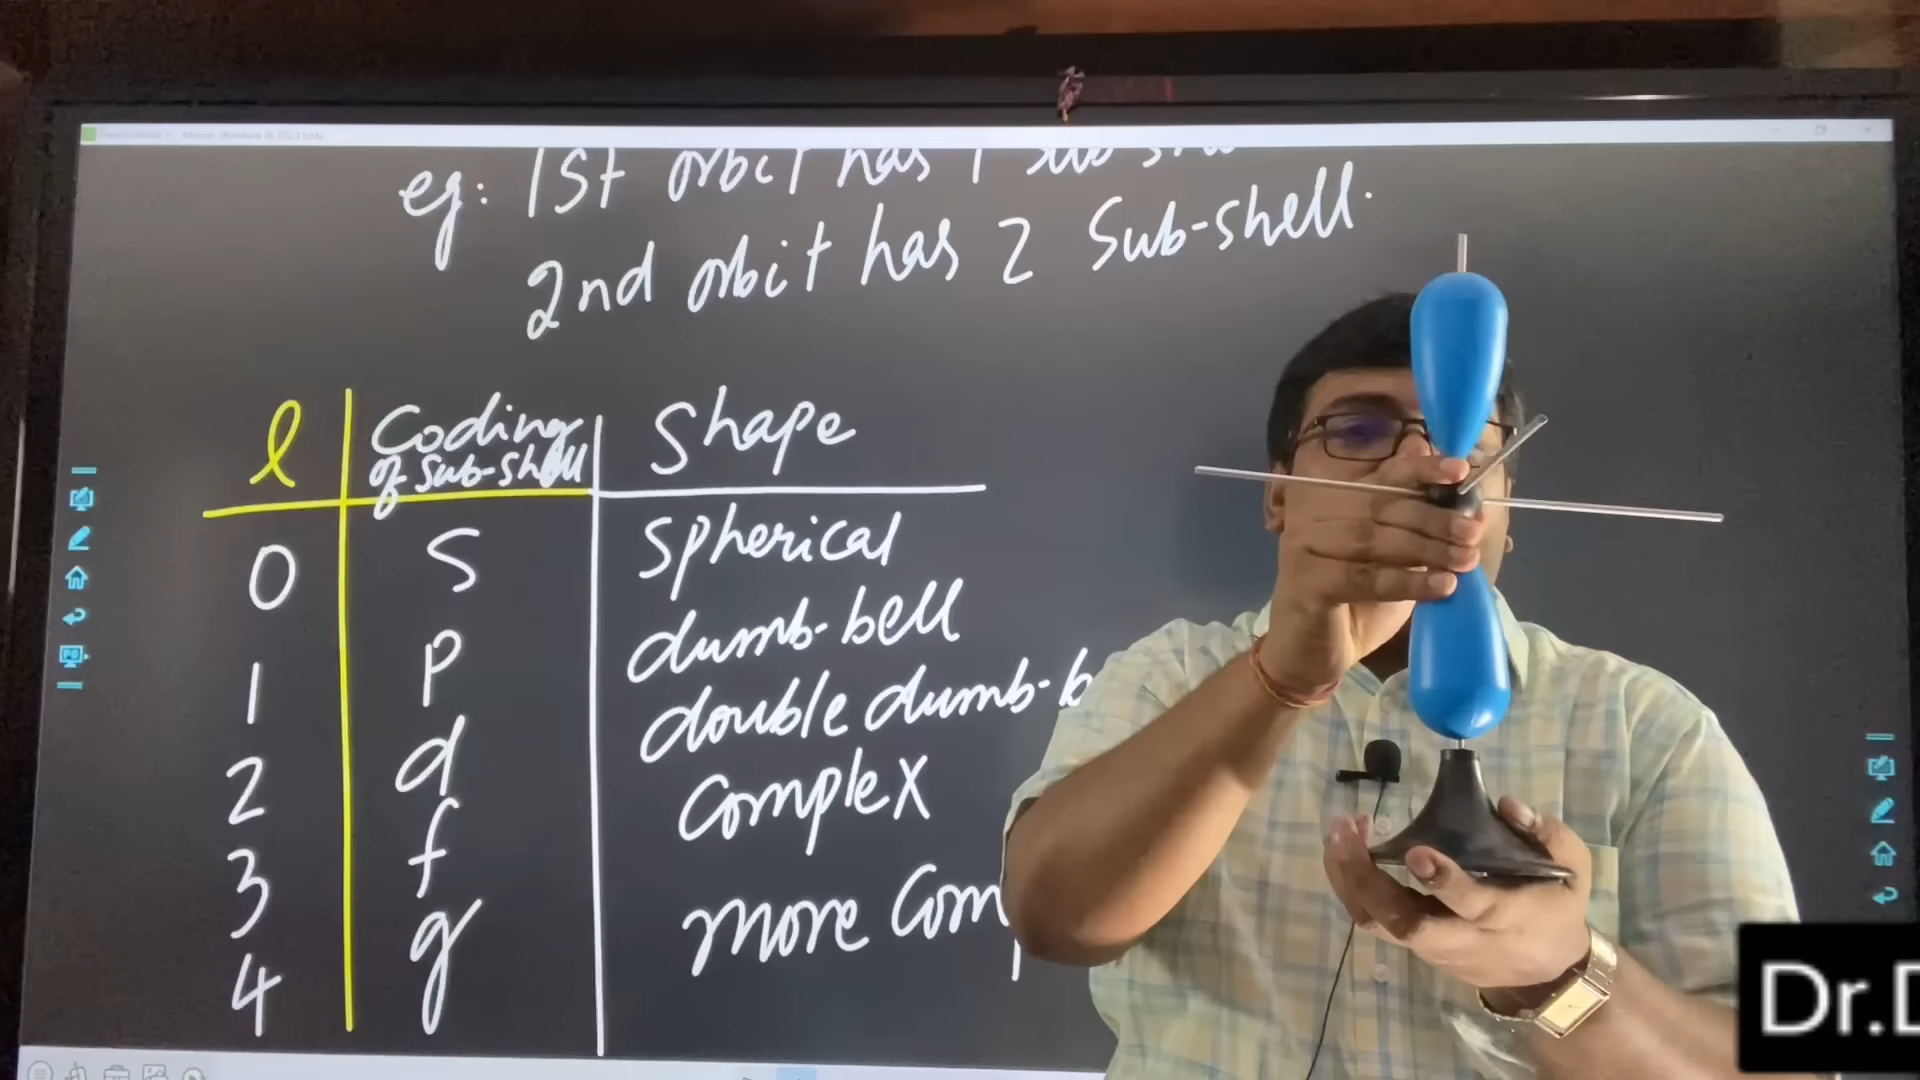 eg: 1st orbit has 1 sub
2nd orbit has 2 Sub-shell.
l Coding of Sub-shell Shape
0 S Spherical
1 p dumb-bell
2 d double dumb-b
3 f Complex
4 g more Com
Dr.D